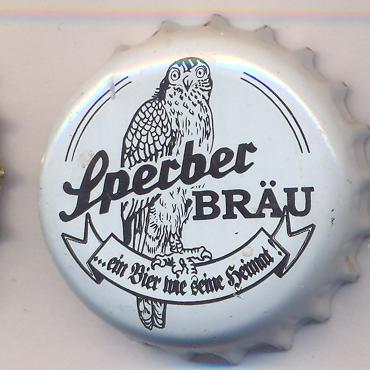 Sperber
BRÄU
...ein Bier wie seine Heimat